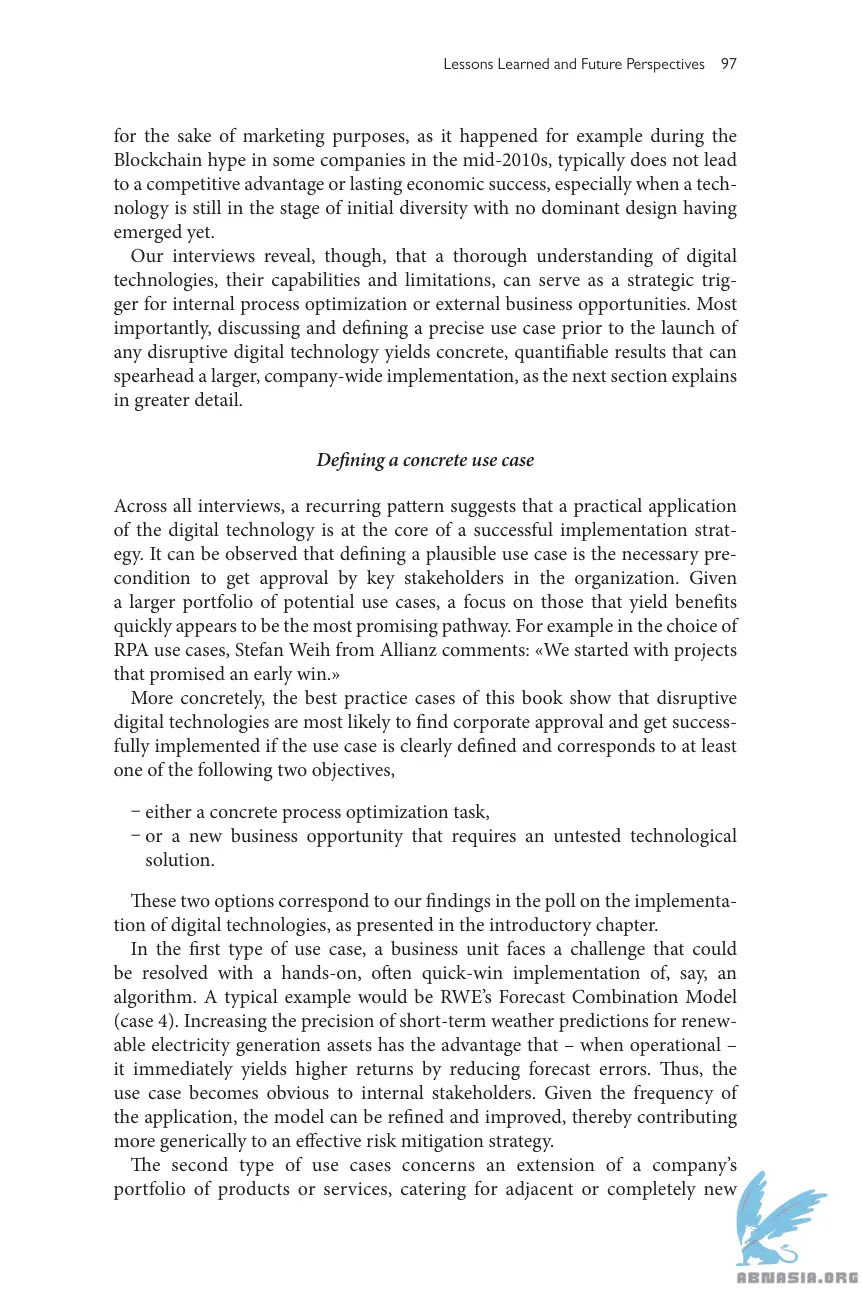 Lessons Learned and Future Perspectives 97
for the sake of marketing purposes, as it happened for example during the
Blockchain hype in some companies in the mid-2010s, typically does not lead
to a competitive advantage or lasting economic success, especially when a tech-
nology is still in the stage of initial diversity with no dominant design having
emerged yet.
Our interviews reveal, though, that a thorough understanding of digital
technologies, their capabilities and limitations, can serve as a strategic trig-
ger for internal process optimization or external business opportunities. Most
importantly, discussing and defining a precise use case prior to the launch of
any disruptive digital technology yields concrete, quantifiable results that can
spearhead a larger, company-wide implementation, as the next section explains
in greater detail.
Defining a concrete use case
Across all interviews, a recurring pattern suggests that a practical application
of the digital technology is at the core of a successful implementation strat-
egy. It can be observed that defining a plausible use case is the necessary pre-
condition to get approval by key stakeholders in the organization. Given
a larger portfolio of potential use cases, a focus on those that yield benefits
quickly appears to be the most promising pathway. For example in the choice of
RPA use cases, Stefan Weih from Allianz comments: «We started with projects
that promised an early win.»
More concretely, the best practice cases of this book show that disruptive
digital technologies are most likely to find corporate approval and get success-
fully implemented if the use case is clearly defined and corresponds to at least
one of the following two objectives,
– either a concrete process optimization task,
– or a new business opportunity that requires an untested technological
solution.
These two options correspond to our findings in the poll on the implementa-
tion of digital technologies, as presented in the introductory chapter.
In the first type of use case, a business unit faces a challenge that could
be resolved with a hands-on, often quick-win implementation of, say, an
algorithm. A typical example would be RWE’s Forecast Combination Model
(case 4). Increasing the precision of short-term weather predictions for renew-
able electricity generation assets has the advantage that – when operational –
it immediately yields higher returns by reducing forecast errors. Thus, the
use case becomes obvious to internal stakeholders. Given the frequency of
the application, the model can be refined and improved, thereby contributing
more generically to an effective risk mitigation strategy.
The second type of use cases concerns an extension of a company’s
portfolio of products or services, catering for adjacent or completely new
ABNASIA.ORG